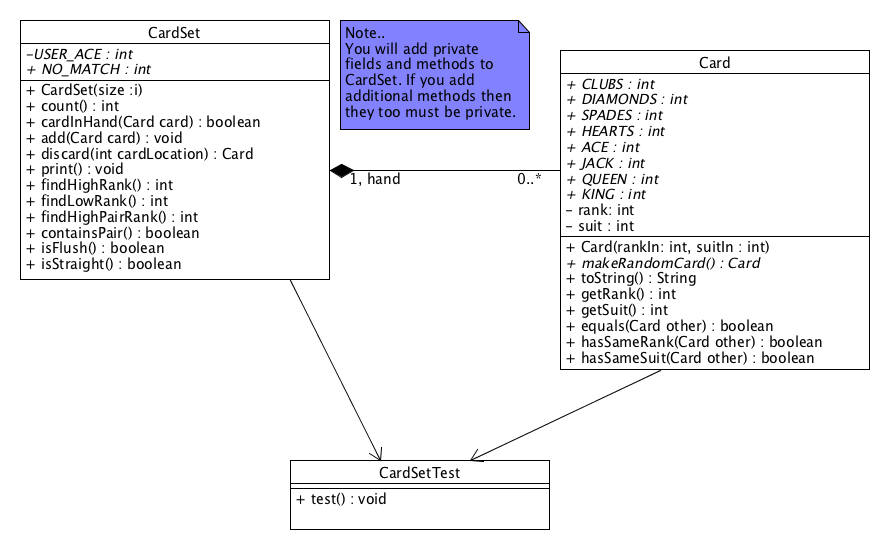 CardSet
-USER_ACE : int
+ NO_MATCH : int
+ CardSet(size :i)
+ count() : int
+ cardInHand(Card card) : boolean
+ add(Card card) : void
+ discard(int cardLocation) : Card
+ print() : void
+ findHighRank() : int
+ findLowRank() : int
+ findHighPairRank() : int
+ containsPair() : boolean
+ isFlush() : boolean
+ isStraight() : boolean
Note..
You will add private
fields and methods to
CardSet. If you add
additional methods then
they too must be private.
1, hand
0..*
Card
+ CLUBS : int
+ DIAMONDS : int
+ SPADES : int
+ HEARTS : int
+ ACE : int
+ JACK : int
+ QUEEN : int
+ KING : int
- rank: int
- suit : int
+ Card(rankIn: int, suitIn : int)
+ makeRandomCard() : Card
+ toString() : String
+ getRank() : int
+ getSuit() : int
+ equals(Card other) : boolean
+ hasSameRank(Card other) : boolean
+ hasSameSuit(Card other) : boolean
CardSetTest
+ test() : void